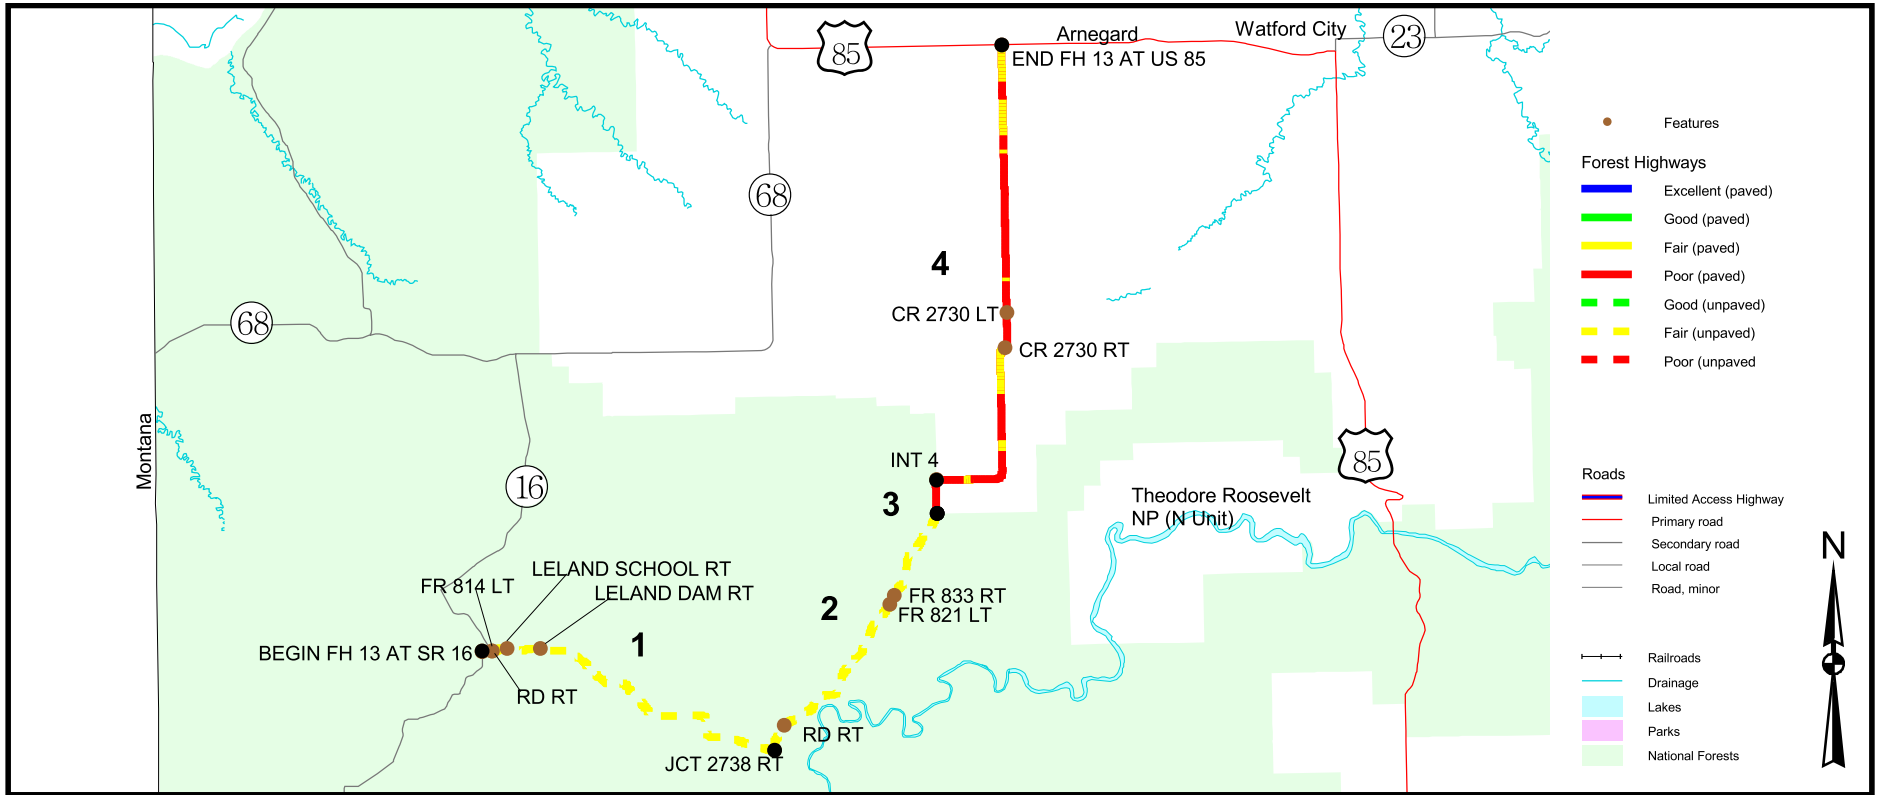 Arnegard
Watford City
85
23
END FH 13 AT US 85
68
4
CR 2730 LT
CR 2730 RT
68
Montana
INT 4
85
16
3
Theodore Roosevelt
NP (N Unit)
LELAND SCHOOL RT
FR 814 LT
LELAND DAM RT
FR 833 RT
FR 821 LT
2
1
BEGIN FH 13 AT SR 16
RD RT
RD RT
JCT 2738 RT
Features
Forest Highways
Excellent (paved)
Good (paved)
Fair (paved)
Poor (paved)
Good (unpaved)
Fair (unpaved)
Poor (unpaved
Roads
Limited Access Highway
Primary road
Secondary road
Local road
Road, minor
Railroads
Drainage
Lakes
Parks
National Forests
N